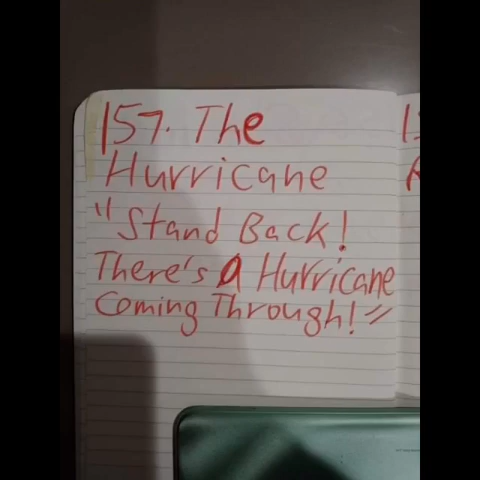 157. The
Hurricane
"Stand Back!
There's A Hurricane
Coming Through!"